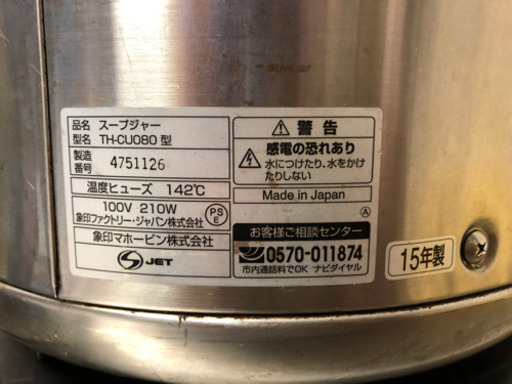 品名 スープジャー
型名 TH-CU080 型
製造番号 4751126
温度ヒューズ 142℃
100V 210W
象印ファクトリー・ジャパン株式会社
PS
E
象印マホービン株式会社
JET
警告
感電の恐れあり
水につけたり、水をかけ
たりしない
Made in Japan
A
お客様ご相談センター
0570-011874
市内通話料でOK ナビダイヤル
15年製